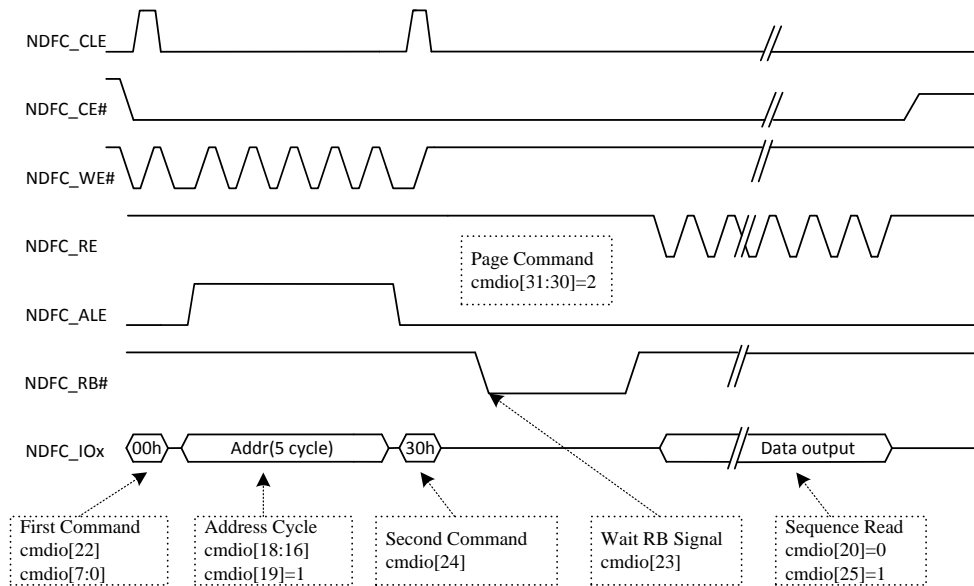 NDFC_CLE
NDFC_CE#
NDFC_WE#
NDFC_RE
Page Command
cmdio[31:30]=2
NDFC_ALE
NDFC_RB#
NDFC_IOx
00h
Addr(5 cycle)
30h
Data output
First Command
cmdio[22]
cmdio[7:0]
Address Cycle
cmdio[18:16]
cmdio[19]=1
Second Command
cmdio[24]
Wait RB Signal
cmdio[23]
Sequence Read
cmdio[20]=0
cmdio[25]=1